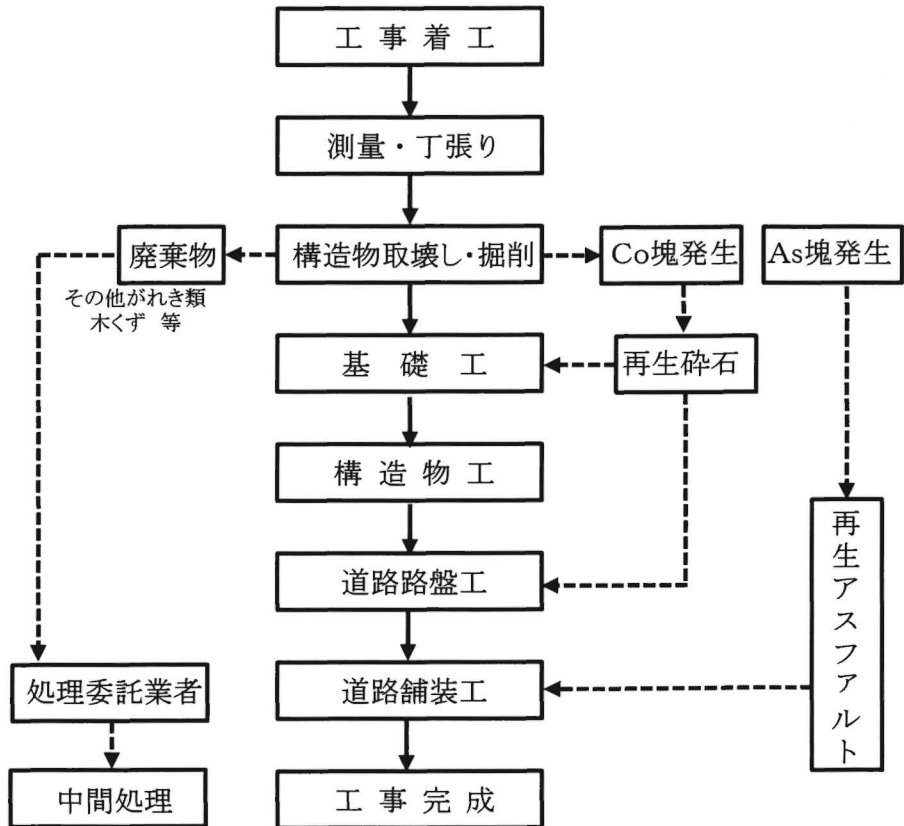 工事着工
測量・丁張り
廃棄物
構造物取壊し・掘削
Co塊発生
As塊発生
その他がれき類
木くず 等
基礎工
再生砕石
構造物工
再生アスファルト
道路路盤工
処理委託業者
道路舗装工
中間処理
工事完成